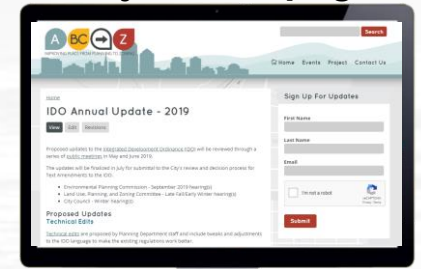 A BC Z
Search
Home Events Project Contact Us
Home
IDO Annual Update - 2019
View Edit Revisions
Proposed updates to the Integrated Development Ordinance (IDO) will be reviewed through a
series of public meetings in May and June 2019.
The updates will be finalized in July for submittal to the City's review and decision process for
Text Amendments to the IDO:
Environmental Planning Commission - September 2019 hearing(s)
Land Use, Planning, and Zoning Committee - Late Fall/Early Winter hearing(s)
City Council - Winter hearing(s)
Proposed Updates
Technical Edits
Technical edits are proposed by Planning Department staff and include tweaks and adjustments
to the IDO language to make the existing regulations work better.
Sign Up For Updates
First Name
Last Name
Email
I'm not a robot
reCAPTCHA
Submit